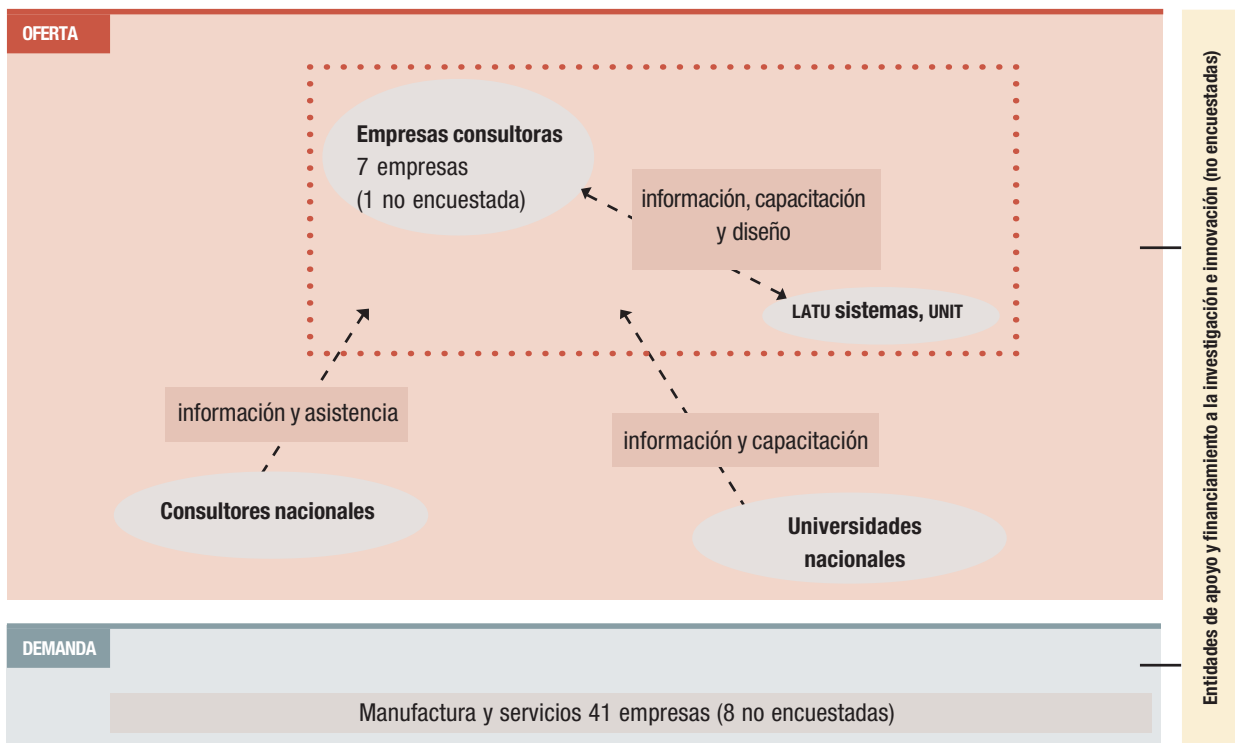 OFERTA
Empresas consultoras
7 empresas
(1 no encuestada)
información, capacitación
y diseño
LATU sistemas, UNIT
información y asistencia
información y capacitación
Consultores nacionales
Universidades
nacionales
DEMANDA
Manufactura y servicios 41 empresas (8 no encuestadas)
Entidades de apoyo y financiamiento a la investigación e innovación (no encuestadas)